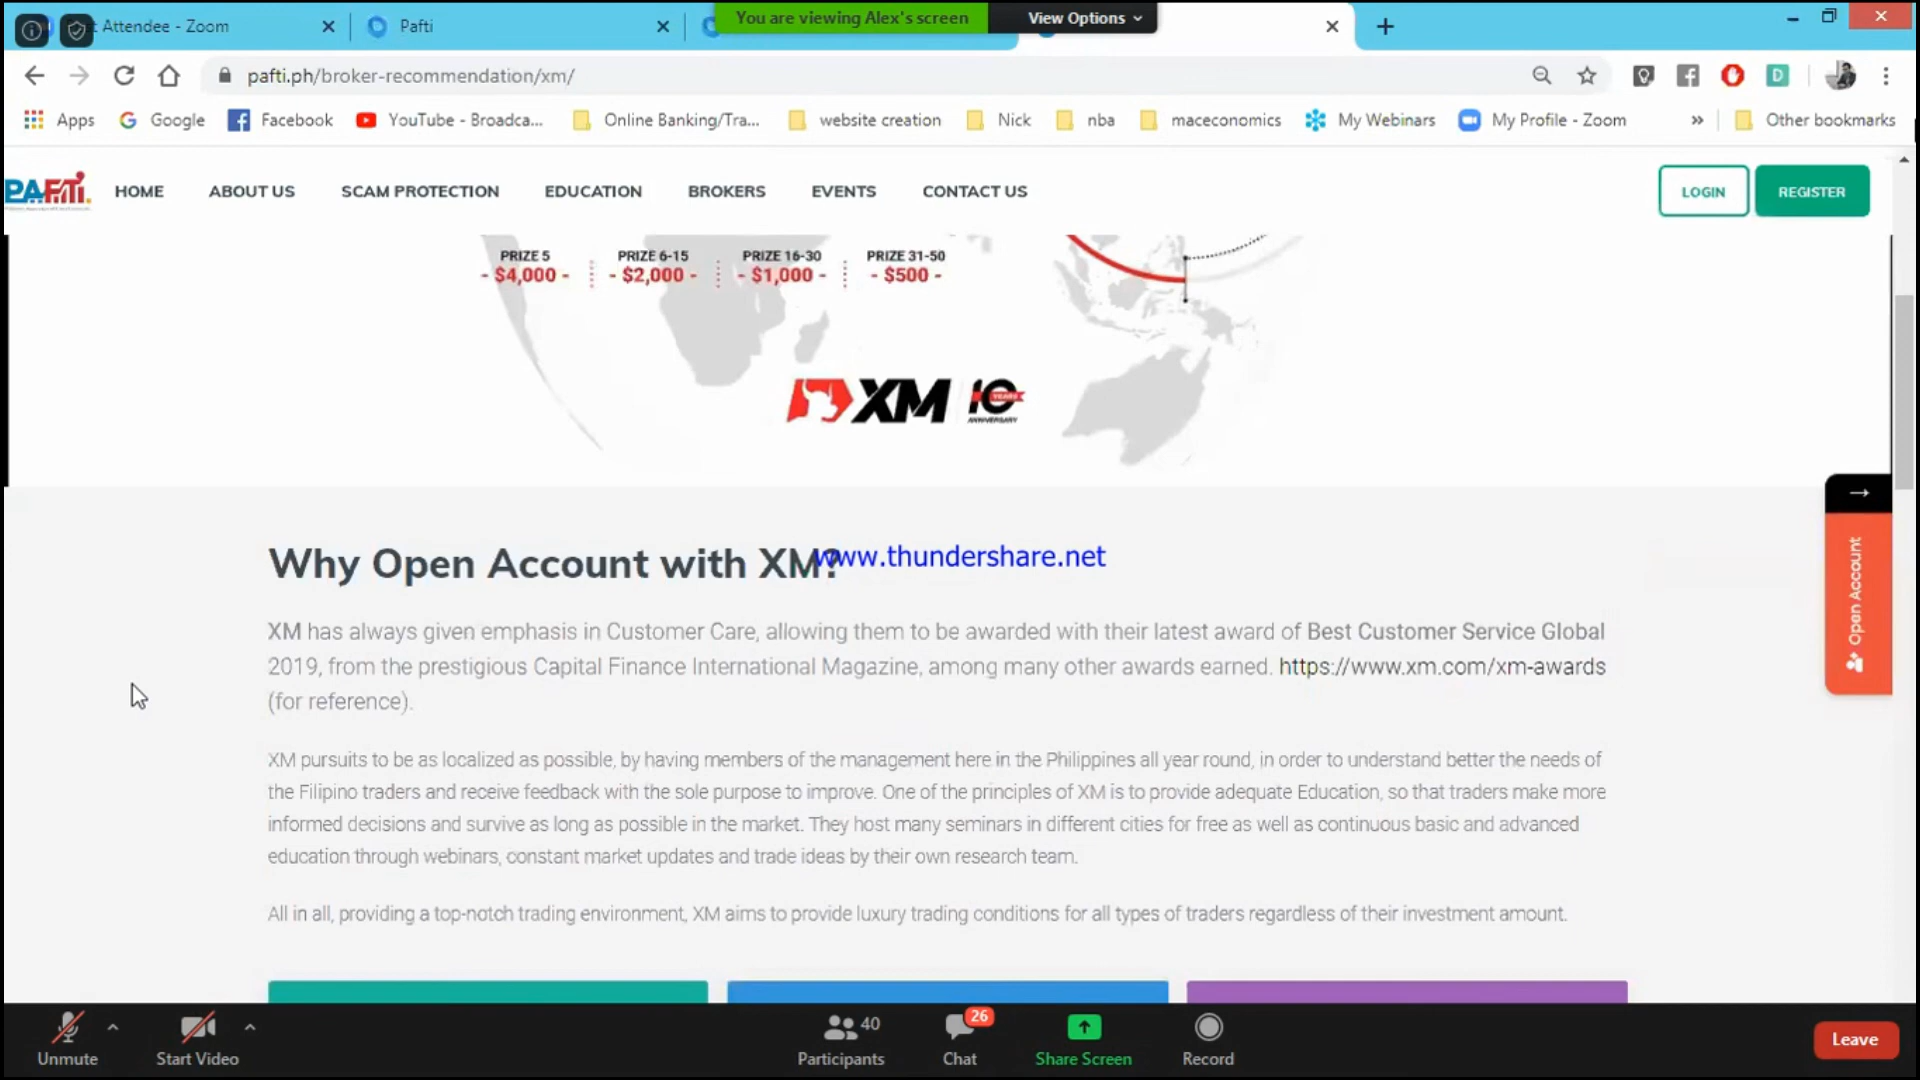 Attendee - Zoom
Pafti
You are viewing Alex's screen
View Options
pafti.ph/broker-recommendation/xm/
Apps
Google
Facebook
YouTube - Broadca...
Online Banking/Tra...
website creation
Nick
nba
maceconomics
My Webinars
My Profile - Zoom
»
Other bookmarks
PAFTI.
HOME
ABOUT US
SCAM PROTECTION
EDUCATION
BROKERS
EVENTS
CONTACT US
LOGIN
REGISTER
PRIZE 5
PRIZE 6-15
PRIZE 16-30
PRIZE 31-50
- $4,000 -
- $2,000 -
- $1,000 -
- $500 -
XM
10 YEARS
ANNIVERSARY
Open Account
Why Open Account with XM?
www.thundershare.net
XM has always given emphasis in Customer Care, allowing them to be awarded with their latest award of Best Customer Service Global
2019, from the prestigious Capital Finance International Magazine, among many other awards earned. https://www.xm.com/xm-awards
(for reference).
XM pursuits to be as localized as possible, by having members of the management here in the Philippines all year round, in order to understand better the needs of
the Filipino traders and receive feedback with the sole purpose to improve. One of the principles of XM is to provide adequate Education, so that traders make more
informed decisions and survive as long as possible in the market. They host many seminars in different cities for free as well as continuous basic and advanced
education through webinars, constant market updates and trade ideas by their own research team.
All in all, providing a top-notch trading environment, XM aims to provide luxury trading conditions for all types of traders regardless of their investment amount.
Unmute
Start Video
40
Participants
26
Chat
Share Screen
Record
Leave